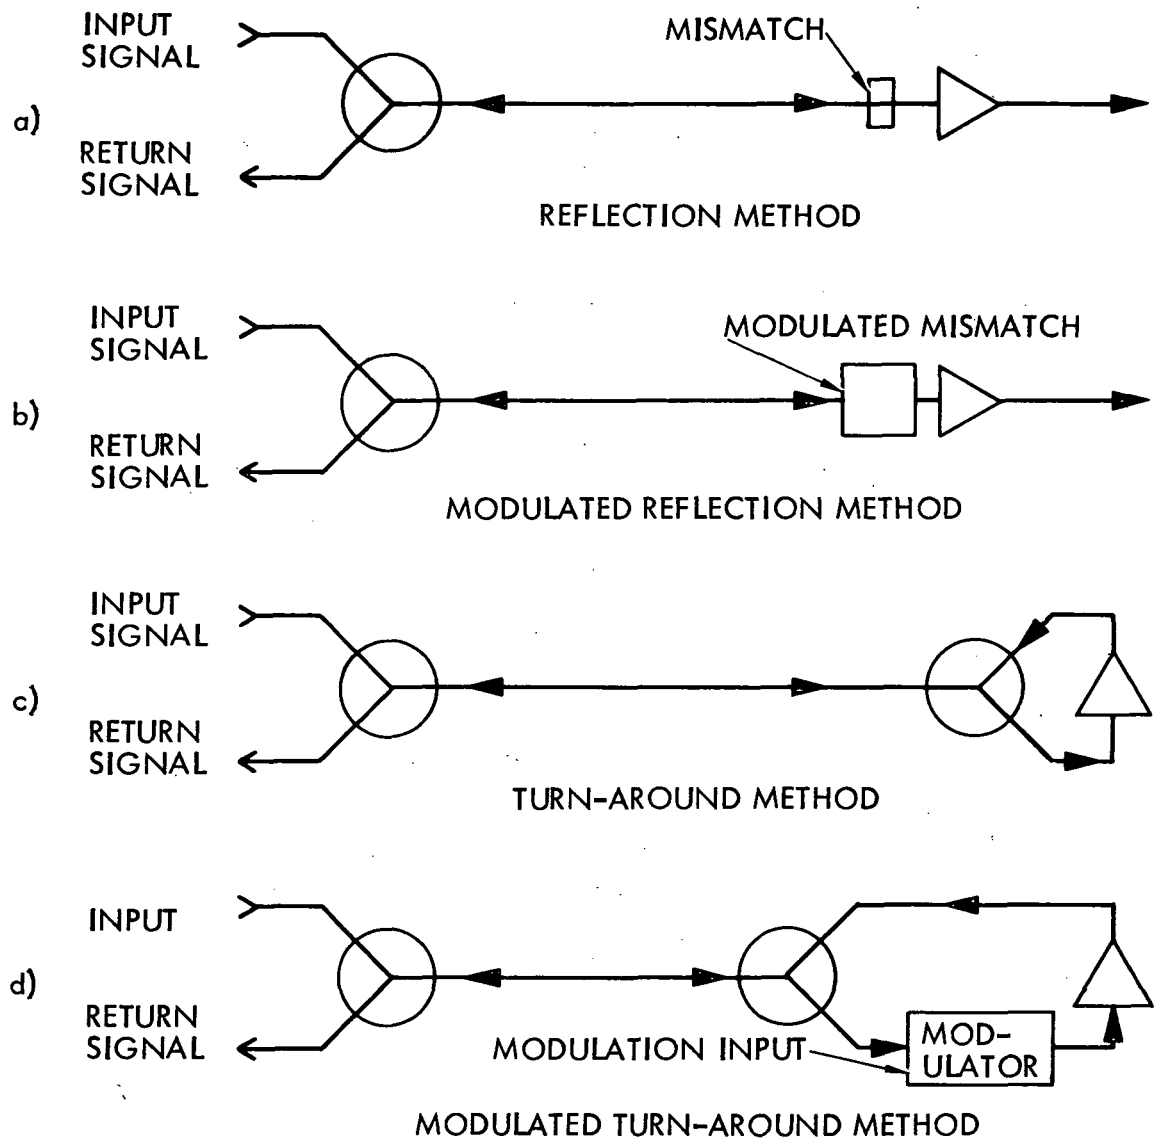 INPUT
SIGNAL
MISMATCH
a)
RETURN
SIGNAL
REFLECTION METHOD
INPUT
SIGNAL
MODULATED MISMATCH
b)
RETURN
SIGNAL
MODULATED REFLECTION METHOD
INPUT
SIGNAL
c)
RETURN
SIGNAL
TURN-AROUND METHOD
INPUT
d)
RETURN
SIGNAL
MODULATION INPUT
MOD-
ULATOR
MODULATED TURN-AROUND METHOD